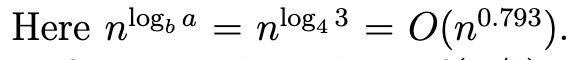 Here $n^{\log_b a} = n^{\log_4 3} = O(n^{0.793})$.